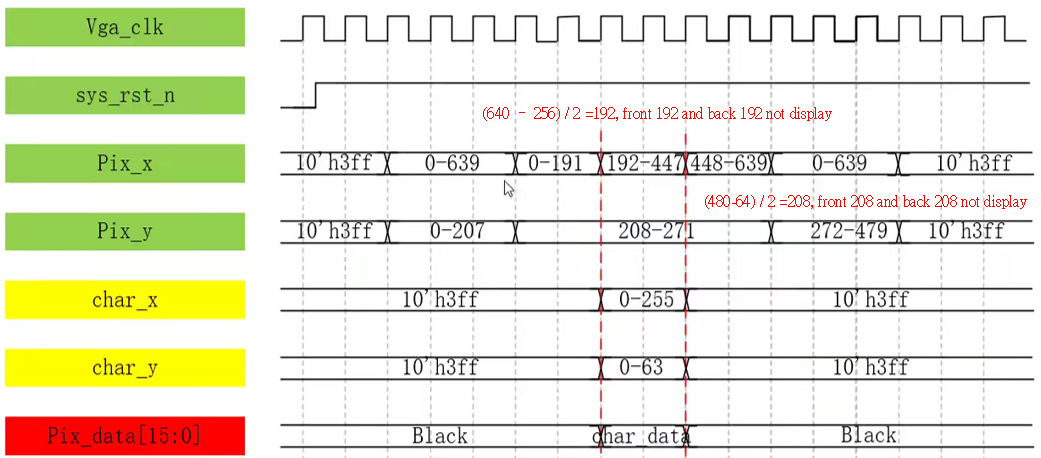 Vga_clk
sys_rst_n
(640 - 256) / 2 =192, front 192 and back 192 not display
Pix_x 10'h3ff 0-639 0-191 192-447 448-639 0-639 10'h3ff
(480-64) / 2 =208, front 208 and back 208 not display
Pix_y 10'h3ff 0-207 208-271 272-479 10'h3ff
char_x 10'h3ff 0-255 10'h3ff
char_y 10'h3ff 0-63 10'h3ff
Pix_data[15:0] Black char_data Black